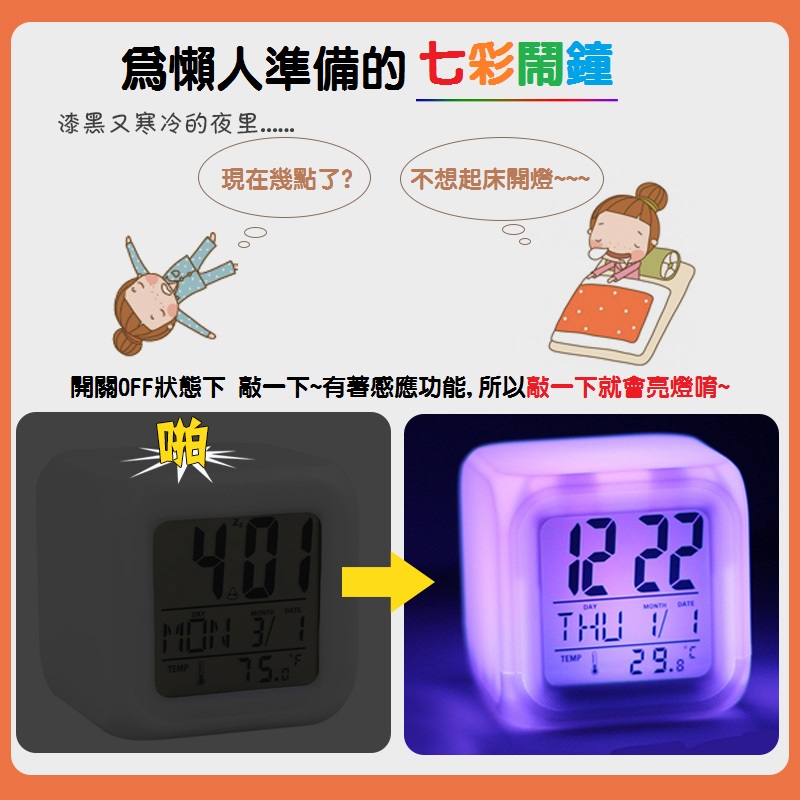 為懶人準備的 七彩鬧鐘
漆黑又寒冷的夜里......
現在幾點了?
不想起床開燈~~~
開關OFF狀態下 敲一下~有著感應功能,所以敲一下就會亮燈唷~
啪
Zz
4:01
DAY MONTH DATE
MON 3/ 1
TEMP 75.0°F
12:22
DAY MONTH DATE
THU 1/ 1
TEMP 29.8°C